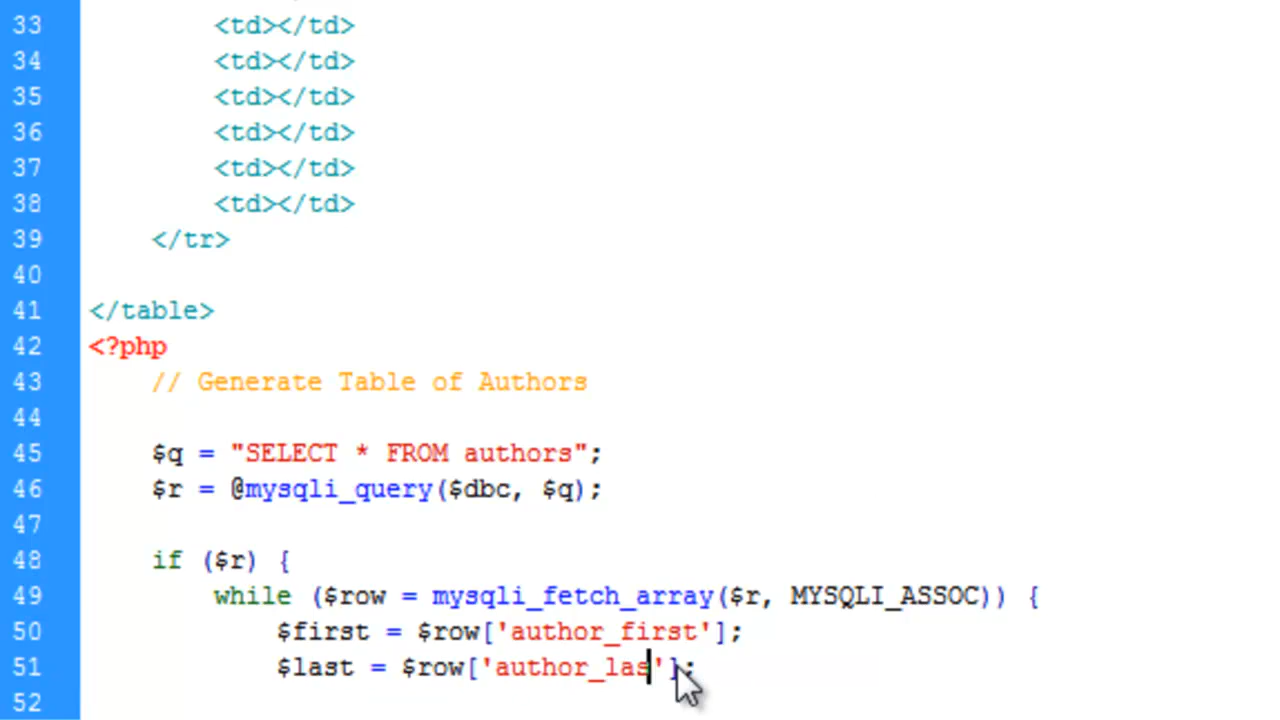 33 <td></td>
34 <td></td>
35 <td></td>
36 <td></td>
37 <td></td>
38 <td></td>
39 </tr>
40
41 </table>
42 <?php
43 // Generate Table of Authors
44
45 $q = "SELECT * FROM authors";
46 $r = @mysqli_query($dbc, $q);
47
48 if ($r) {
49 while ($row = mysqli_fetch_array($r, MYSQLI_ASSOC)) {
50 $first = $row['author_first'];
51 $last = $row['author_las'];
52